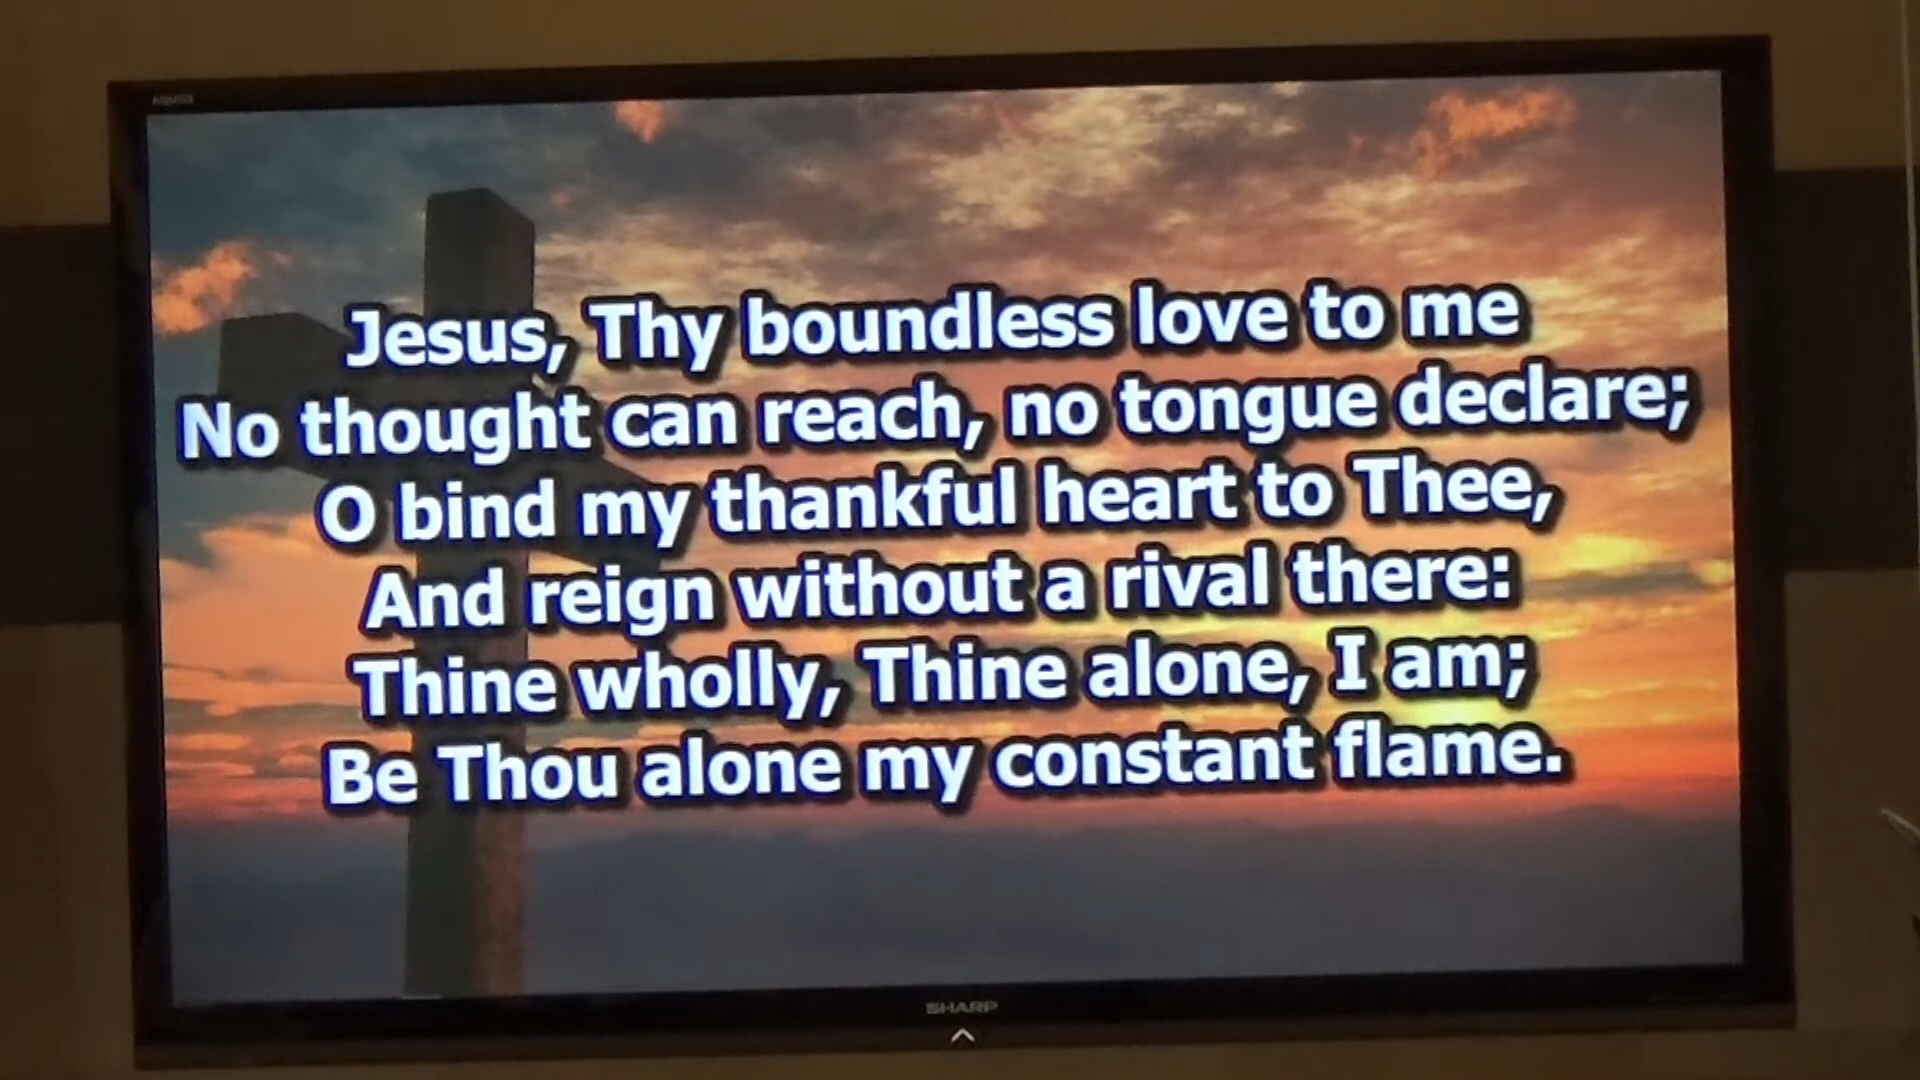 AQUOS
Jesus, Thy boundless love to me
No thought can reach, no tongue declare;
O bind my thankful heart to Thee,
And reign without a rival there:
Thine wholly, Thine alone, I am;
Be Thou alone my constant flame.
SHARP